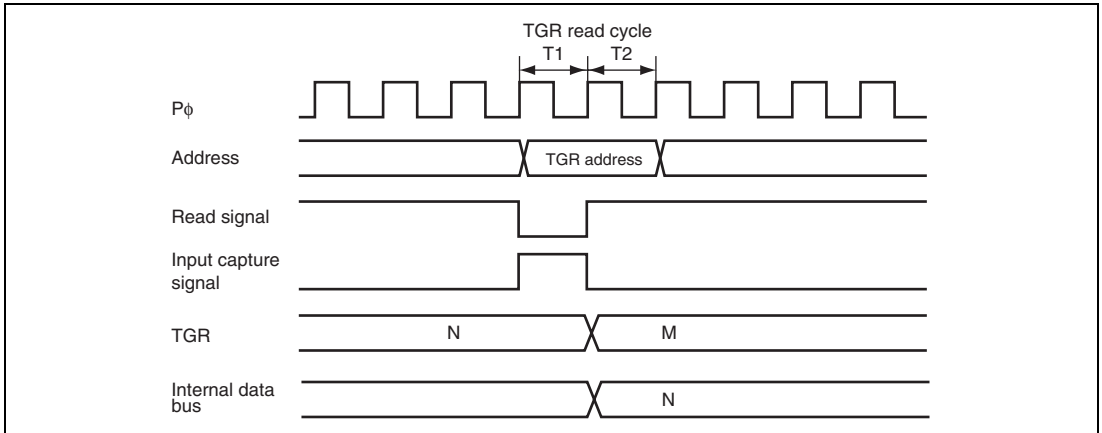 TGR read cycle
T1 T2
Pϕ
Address TGR address
Read signal
Input capture
signal
TGR N M
Internal data
bus N